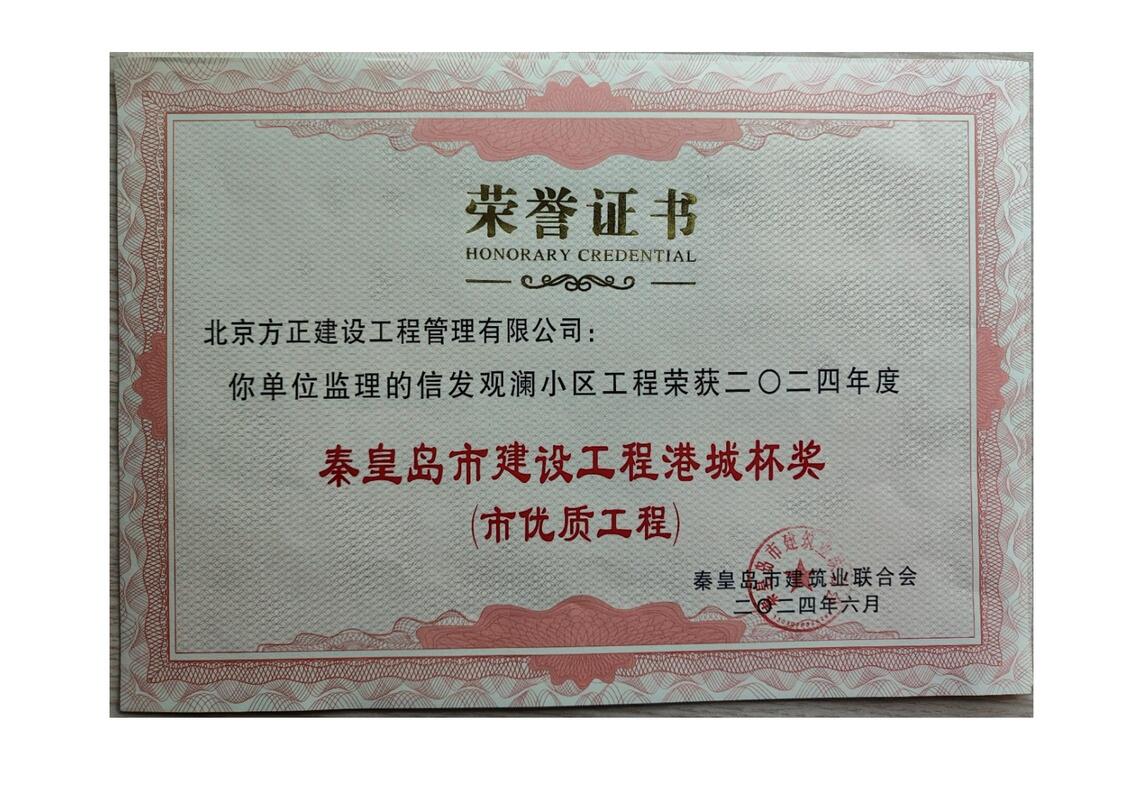 荣誉证书
HONORARY CREDENTIAL
北京方正建设工程管理有限公司：
你单位监理的信发观澜小区工程荣获二〇二四年度
秦皇岛市建设工程港城杯奖
(市优质工程)
秦皇岛市建筑业联合会
二〇二四年六月